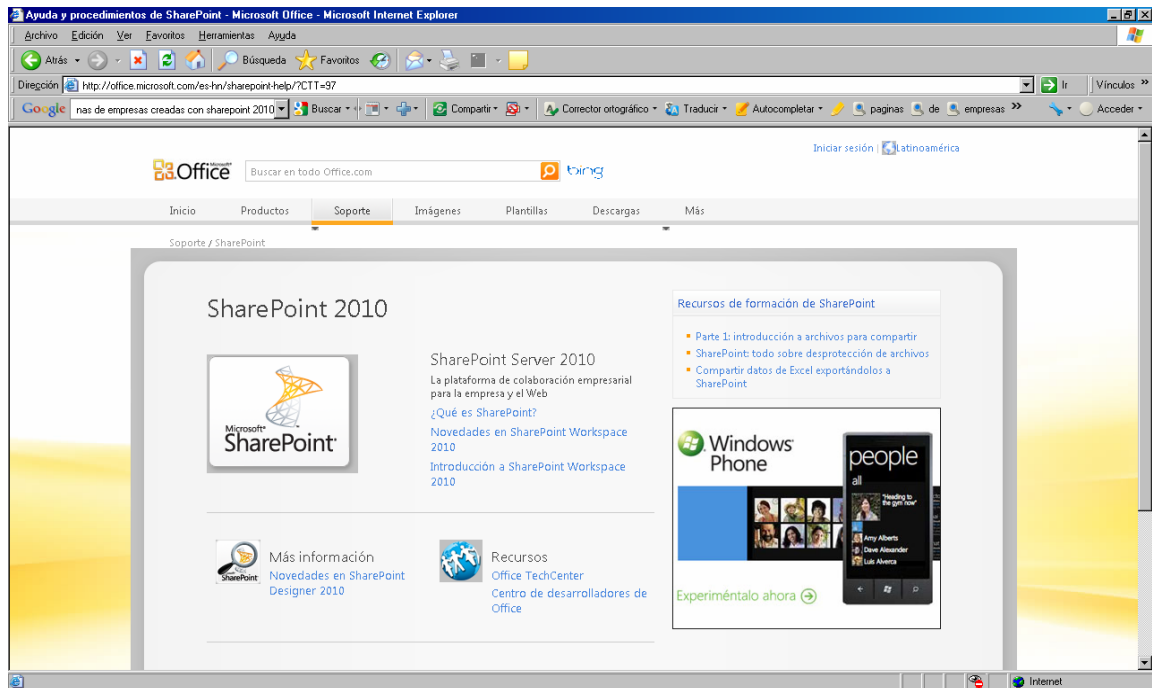 Ayuda y procedimientos de SharePoint - Microsoft Office - Microsoft Internet Explorer
Archivo Edición Ver Favoritos Herramientas Ayuda
Atrás Búsqueda Favoritos
Dirección http://office.microsoft.com/es-hn/sharepoint-help/?CTT=97 Ir Vínculos »
Google nas de empresas creadas con sharepoint 2010 Buscar Compartir Corrector ortográfico Traducir Autocompletar paginas de empresas » Acceder
Iniciar sesión | Latinoamérica
Microsoft Office Buscar en todo Office.com bing
Inicio Productos Soporte Imágenes Plantillas Descargas Más
Soporte / SharePoint
SharePoint 2010
Microsoft
SharePoint
SharePoint Server 2010
La plataforma de colaboración empresarial
para la empresa y el Web
¿Qué es SharePoint?
Novedades en SharePoint Workspace
2010
Introducción a SharePoint Workspace
2010
Recursos de formación de SharePoint
Parte 1: introducción a archivos para compartir
SharePoint: todo sobre desprotección de archivos
Compartir datos de Excel exportándolos a
SharePoint
Windows
Phone
people
all
"Heading to
the gym now"
Amy Alberts
Dave Alexander
Luis Alverca
Experiméntalo ahora
SharePoint
Más información
Novedades en SharePoint
Designer 2010
Recursos
Office TechCenter
Centro de desarrolladores de
Office
Internet